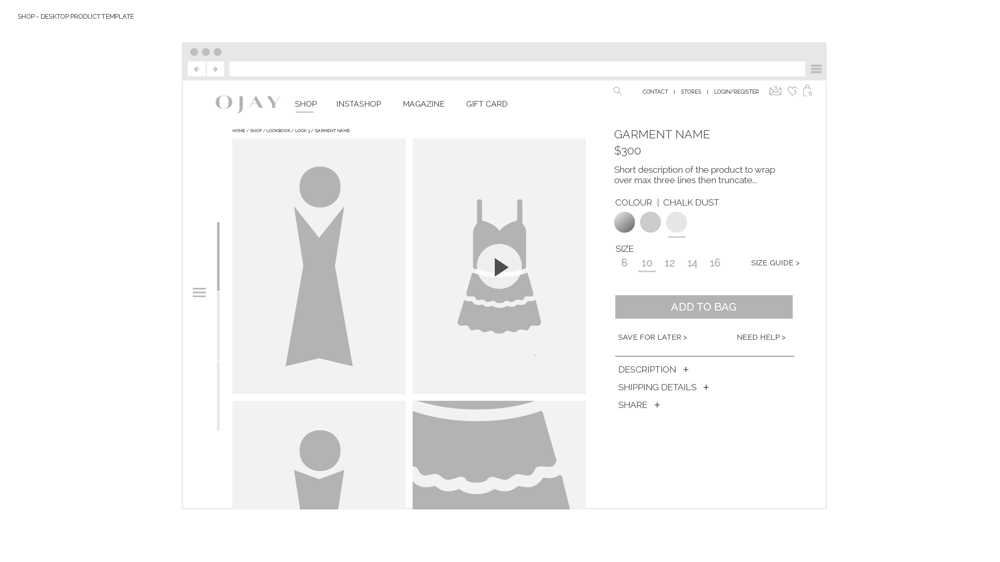 SHOP - DESKTOP PRODUCT TEMPLATE
CONTACT | STORES | LOGIN/REGISTER 3 3 6
OJAY SHOP INSTASHOP MAGAZINE GIFT CARD
HOME / SHOP / LOOKBOOK / LOOK 3 / GARMENT NAME
GARMENT NAME
$300
Short description of the product to wrap
over max three lines then truncate...
COLOUR | CHALK DUST
SIZE
8 10 12 14 16 SIZE GUIDE >
ADD TO BAG
SAVE FOR LATER > NEED HELP >
DESCRIPTION +
SHIPPING DETAILS +
SHARE +